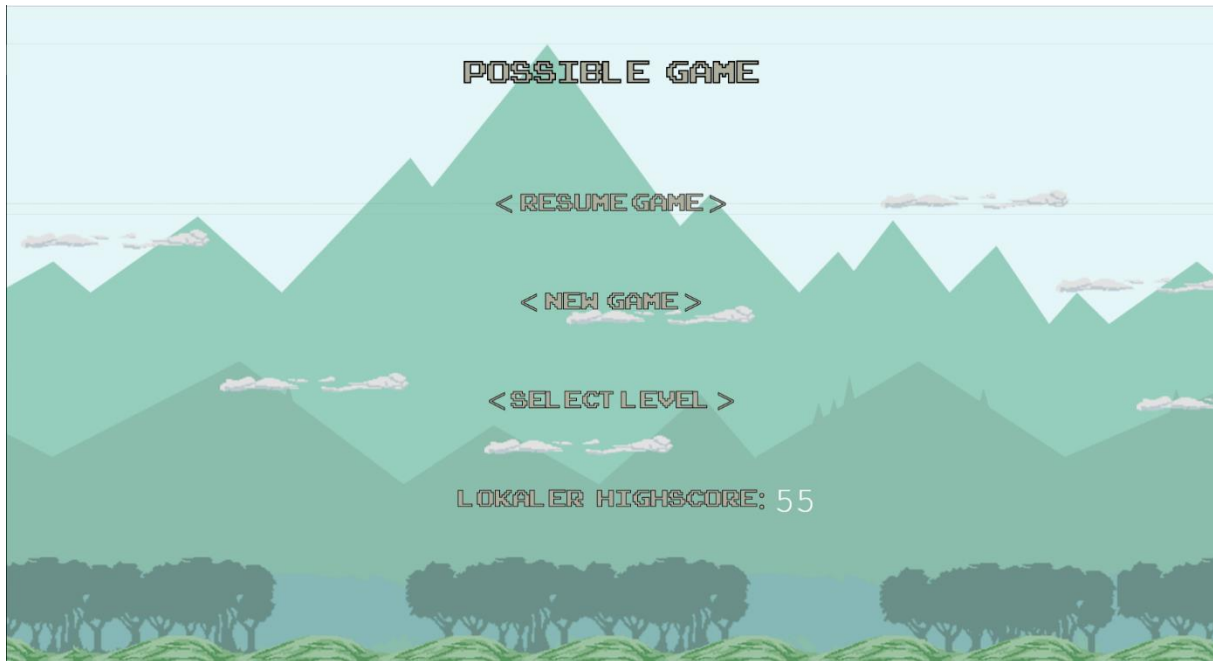 POSSIBLE GAME
< RESUME GAME >
< NEW GAME >
< SELECT LEVEL >
LOKALER HIGHSCORE: 55